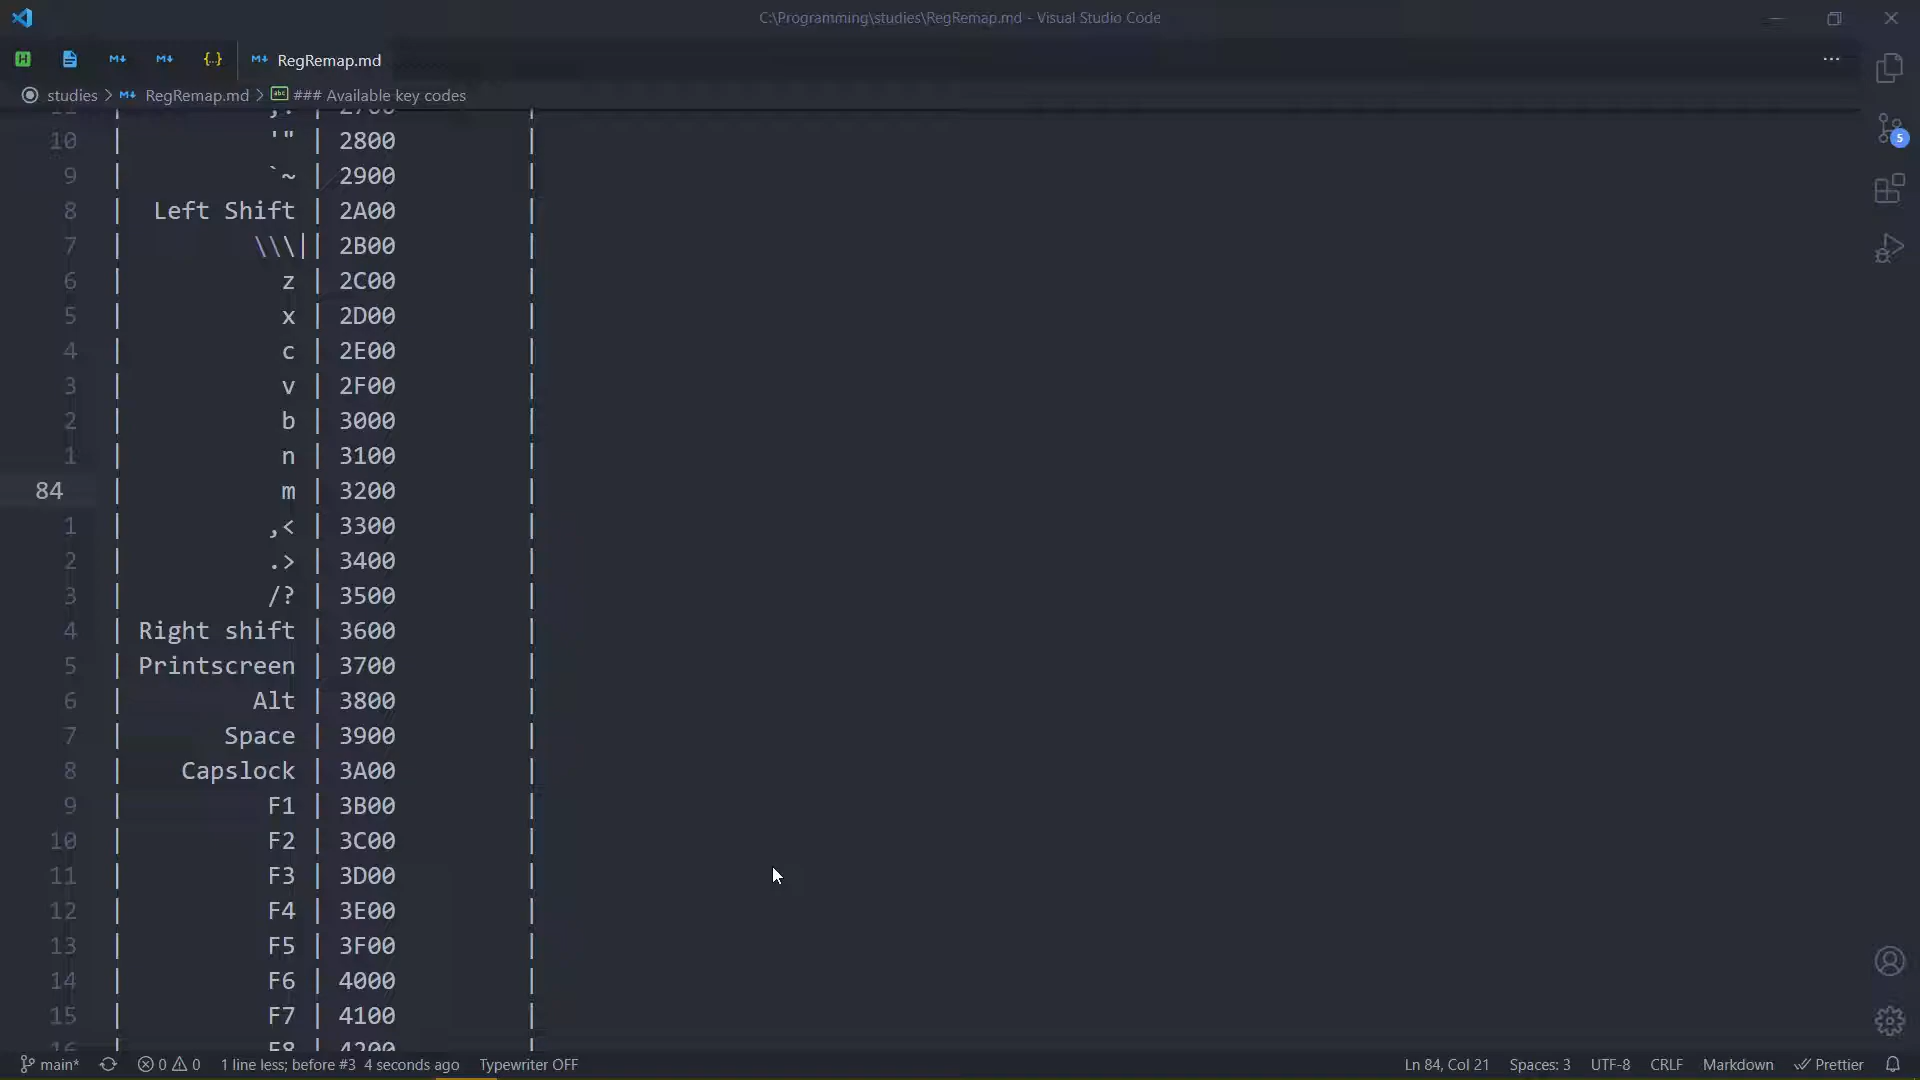 C:\Programming\studies\RegRemap.md - Visual Studio Code
RegRemap.md
studies > RegRemap.md > ### Available key codes
10 | '" | 2800 |
9 | `~ | 2900 |
8 | Left Shift | 2A00 |
7 | \\\|| 2B00 |
6 | z | 2C00 |
5 | x | 2D00 |
4 | c | 2E00 |
3 | v | 2F00 |
2 | b | 3000 |
1 | n | 3100 |
84 | m | 3200 |
1 | ,< | 3300 |
2 | .> | 3400 |
3 | /? | 3500 |
4 | Right shift | 3600 |
5 | Printscreen | 3700 |
6 | Alt | 3800 |
7 | Space | 3900 |
8 | Capslock | 3A00 |
9 | F1 | 3B00 |
10 | F2 | 3C00 |
11 | F3 | 3D00 |
12 | F4 | 3E00 |
13 | F5 | 3F00 |
14 | F6 | 4000 |
15 | F7 | 4100 |
16 | F8 | 4200 |
main* 0 0 1 line less; before #3 4 seconds ago Typewriter OFF Ln 84, Col 21 Spaces: 3 UTF-8 CRLF Markdown Prettier
5